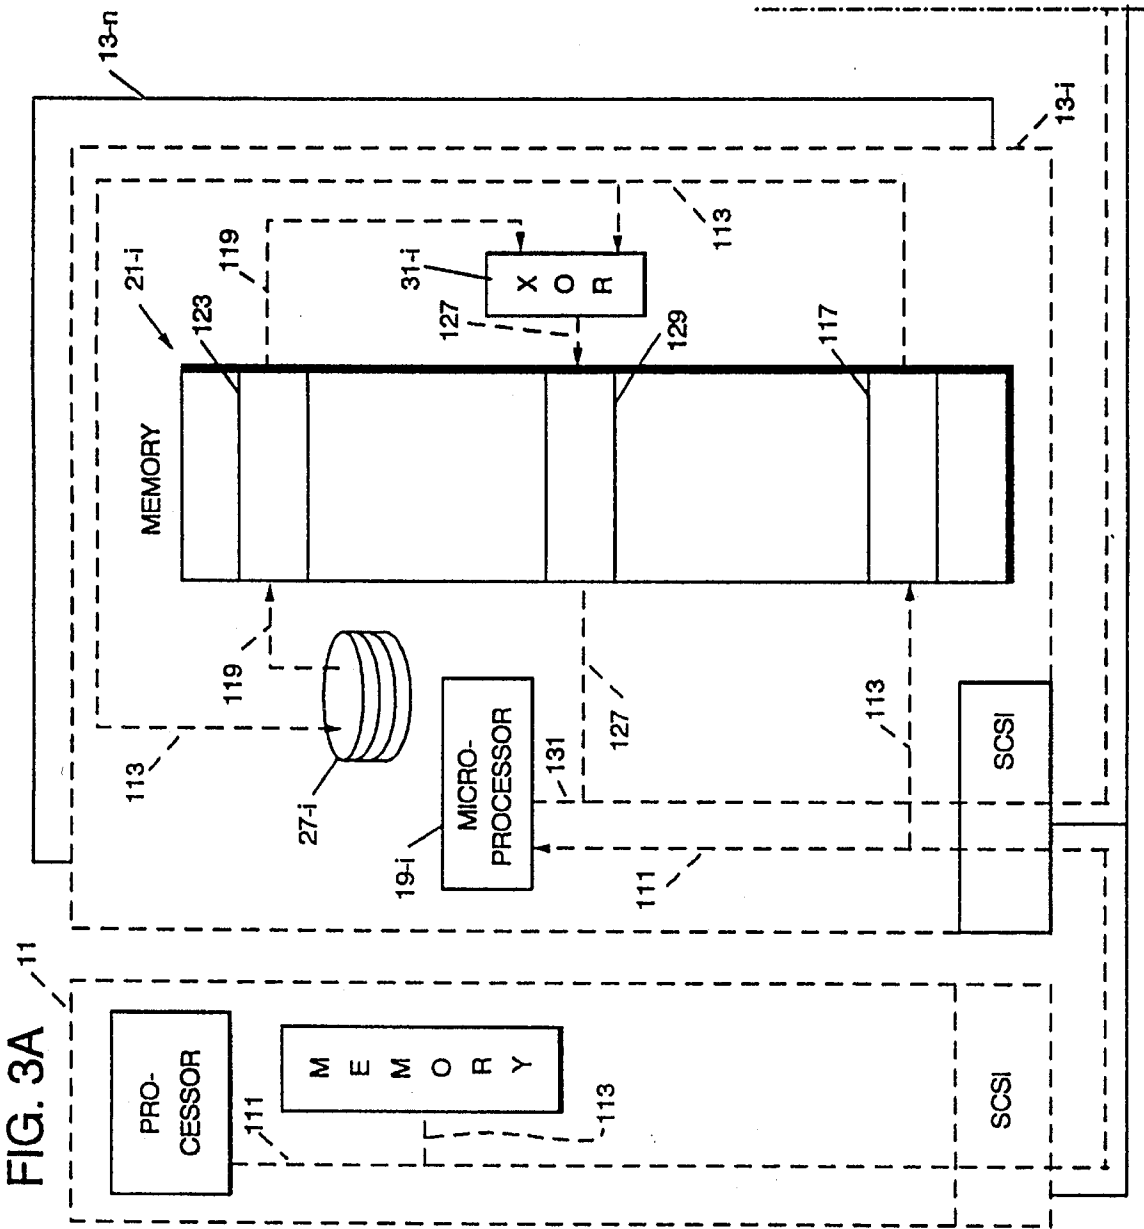 FIG. 3A
11
PRO-
CESSOR
111
MEMORY
113
SCSI
13-n
13-i
21-i
MEMORY
123
119
119
113
27-i
31-i
XOR
127
129
117
113
19-i
MICRO-
PROCESSOR
131
127
111
113
SCSI